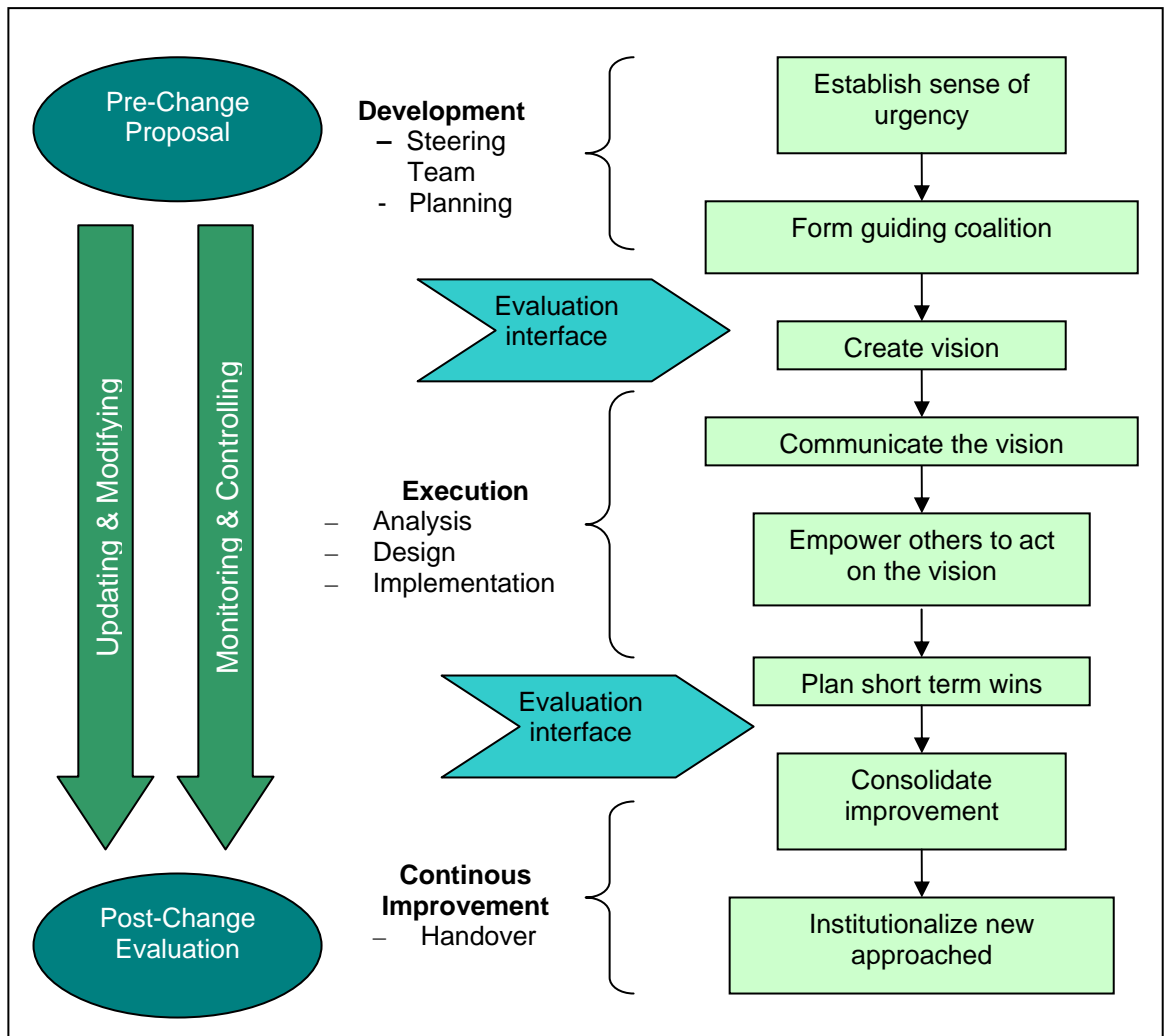 Pre-Change
Proposal
Updating & Modifying
Monitoring & Controlling
Post-Change
Evaluation
Development
– Steering
Team
- Planning
Evaluation
interface
Execution
– Analysis
– Design
– Implementation
Evaluation
interface
Continous
Improvement
– Handover
Establish sense of
urgency
Form guiding coalition
Create vision
Communicate the vision
Empower others to act
on the vision
Plan short term wins
Consolidate
improvement
Institutionalize new
approached